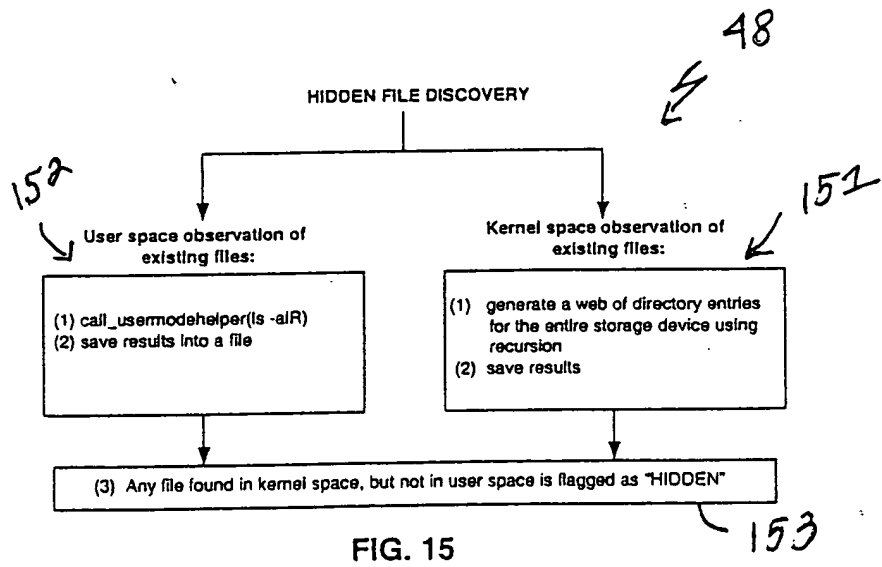 48
HIDDEN FILE DISCOVERY
152
User space observation of
existing files:
(1) call_usermodehelper(ls -alR)
(2) save results into a file
151
Kernel space observation of
existing files:
(1) generate a web of directory entries
for the entire storage device using
recursion
(2) save results
(3) Any file found in kernel space, but not in user space is flagged as "HIDDEN"
153
FIG. 15